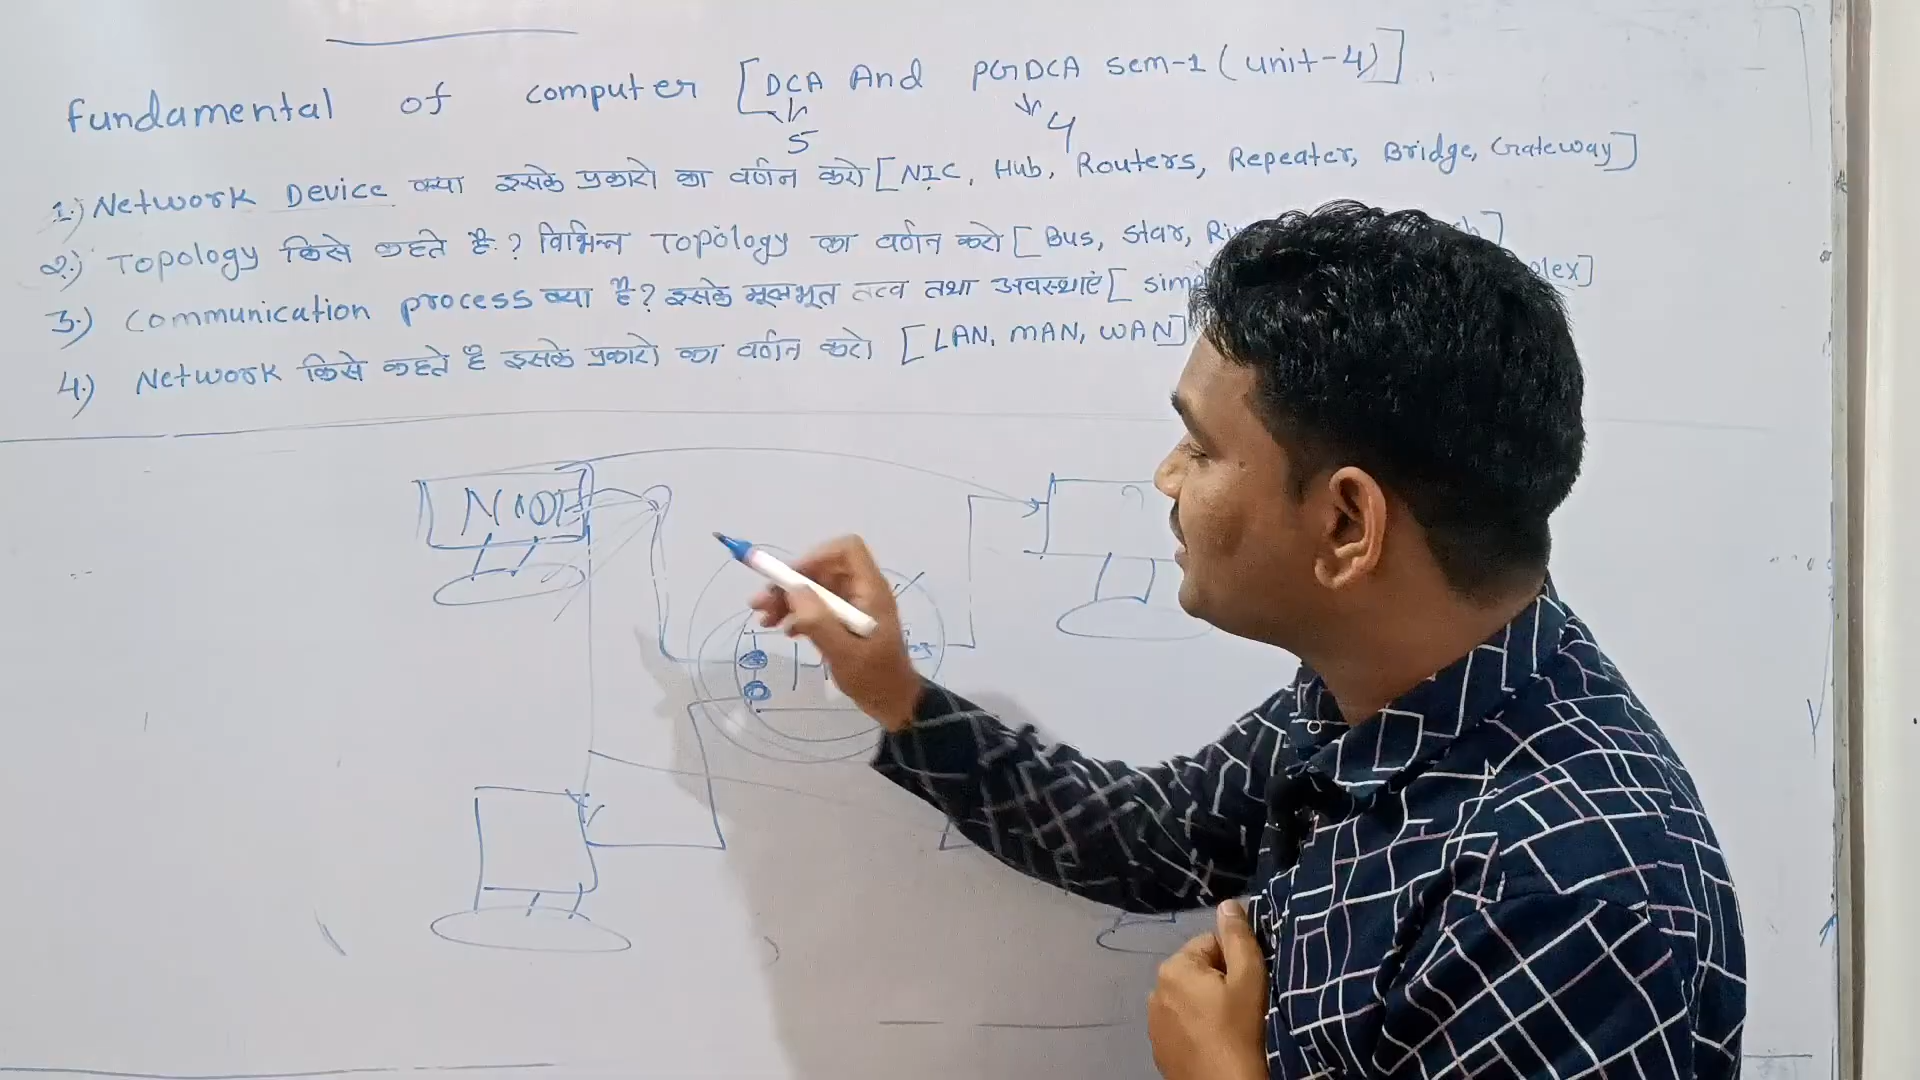 Fundamental of computer [DCA And PGDCA sem-1 (unit-4)]
5 4
1.) Network Device क्या इसके प्रकारो का वर्णन करो [NIC, Hub, Routers, Repeater, Bridge, Gateway]
2.) Topology किसे कहते है ? विभिन्न Topology का वर्णन करो [Bus, Star,
3.) Communication process क्या है ? इसके मूलभूत तत्व तथा अवस्थाएं [
4.) Network किसे कहते है इसके प्रकारो का वर्णन करो [LAN, MAN, WAN]